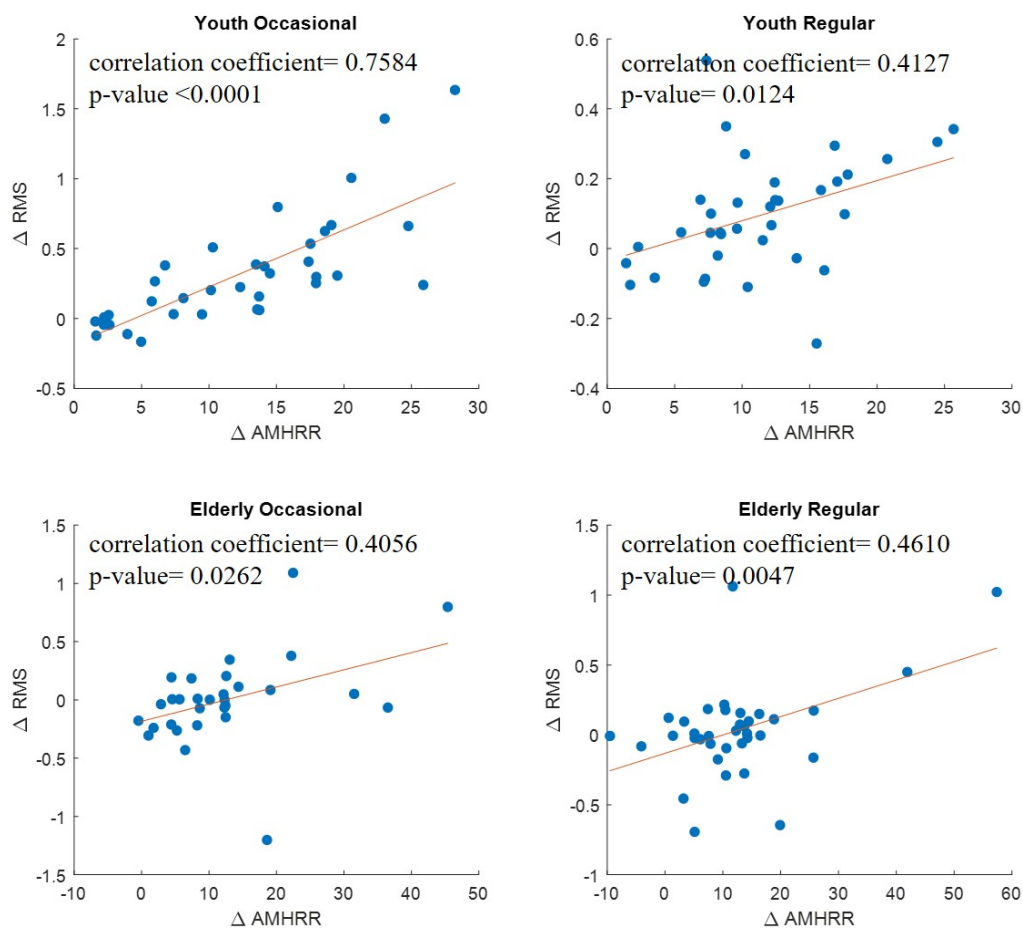 Youth Occasional
correlation coefficient= 0.7584
p-value <0.0001
2
1.5
1
0.5
0
-0.5
Δ RMS
0 5 10 15 20 25 30
Δ AMHRR
Youth Regular
correlation coefficient= 0.4127
p-value= 0.0124
0.6
0.4
0.2
0
-0.2
-0.4
Δ RMS
0 5 10 15 20 25 30
Δ AMHRR
Elderly Occasional
correlation coefficient= 0.4056
p-value= 0.0262
1.5
1
0.5
0
-0.5
-1
-1.5
Δ RMS
-10 0 10 20 30 40 50
Δ AMHRR
Elderly Regular
correlation coefficient= 0.4610
p-value= 0.0047
1.5
1
0.5
0
-0.5
-1
Δ RMS
-10 0 10 20 30 40 50 60
Δ AMHRR